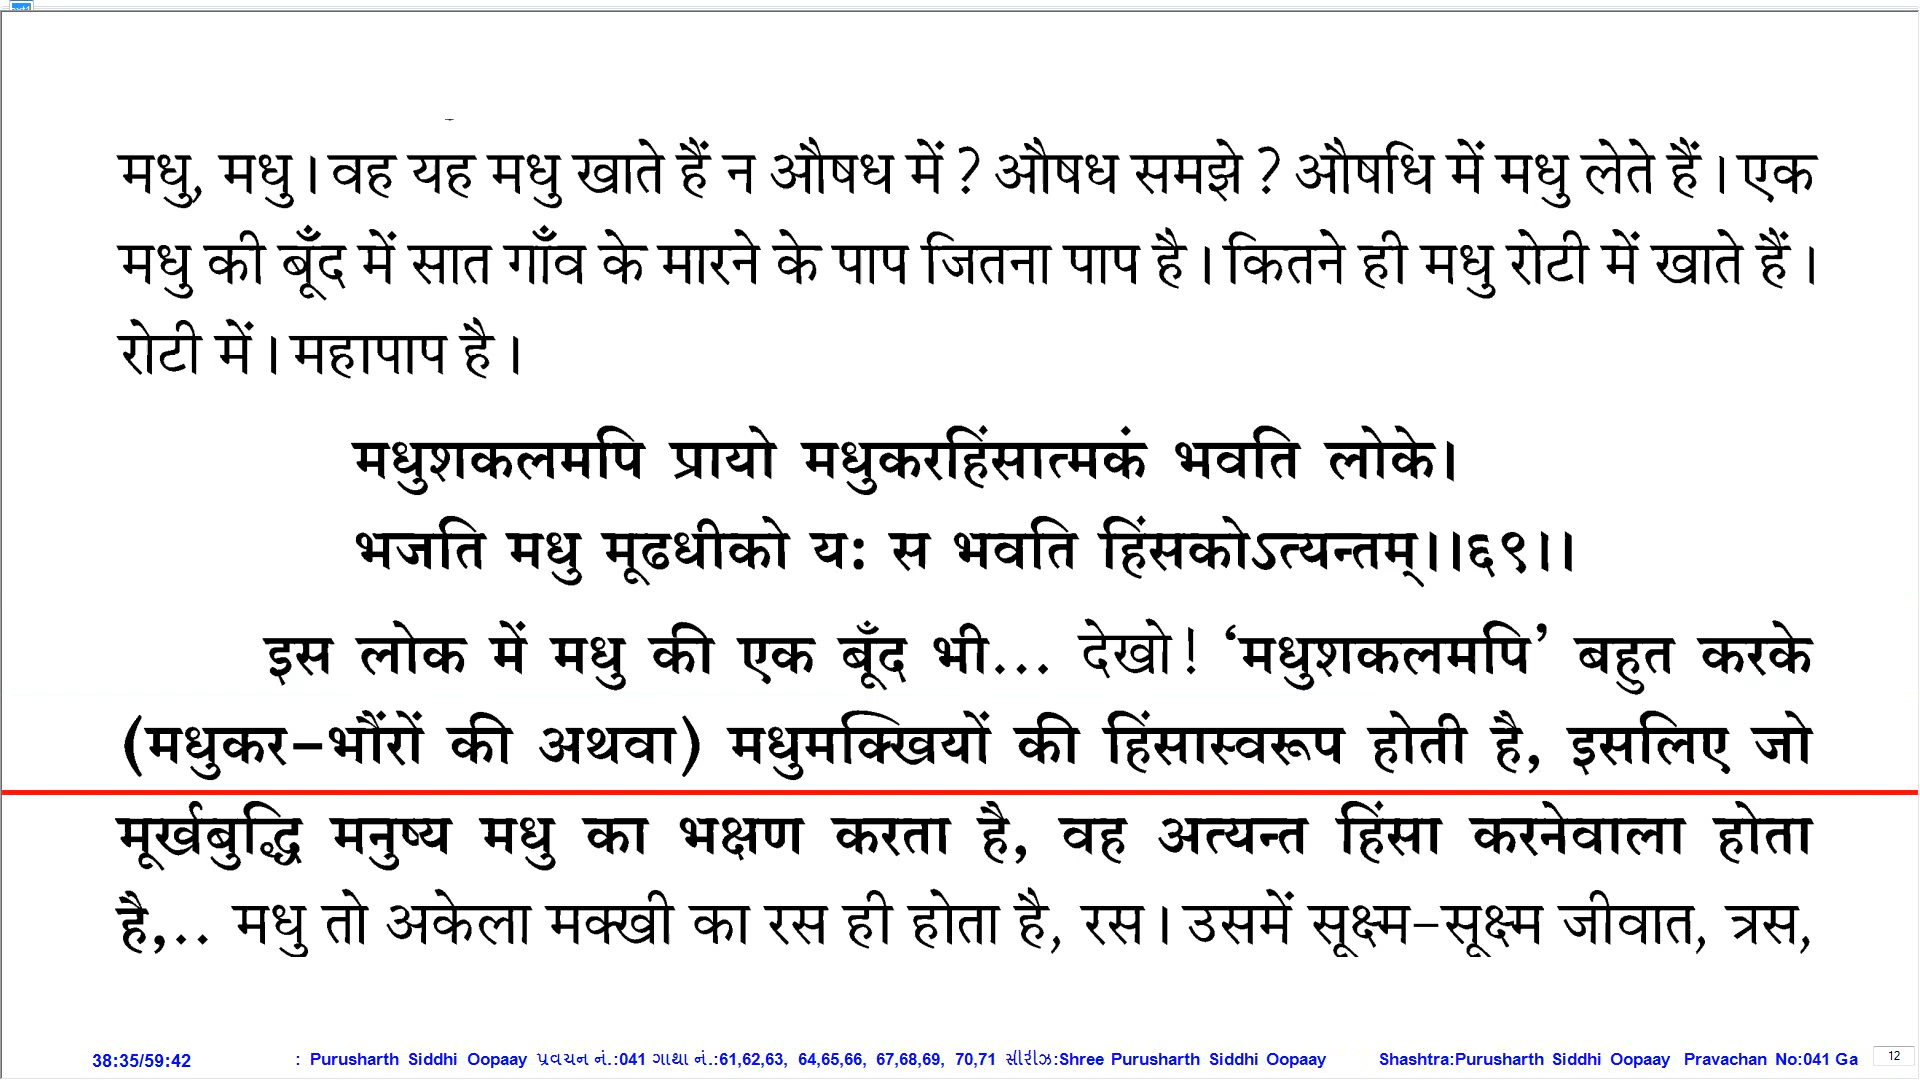 मधु, मधु। वह यह मधु खाते हैं न औषध में ? औषध समझे ? औषधि में मधु लेते हैं। एक
मधु की बूँद में सात गाँव के मारने के पाप जितना पाप है। कितने ही मधु रोटी में खाते हैं।
रोटी में। महापाप है।
मधुशकलमपि प्रायो मधुकरहिंसात्मकं भवति लोके।
भजति मधु मूढधीको यः स भवति हिंसकोऽत्यन्तम्।।६९।।
इस लोक में मधु की एक बूँद भी... देखो! ‘मधुशकलमपि’ बहुत करके
(मधुकर-भौंरों की अथवा) मधुमक्खियों की हिंसास्वरूप होती है, इसलिए जो
मूर्खबुद्धि मनुष्य मधु का भक्षण करता है, वह अत्यन्त हिंसा करनेवाला होता
है,.. मधु तो अकेला मक्खी का रस ही होता है, रस। उसमें सूक्ष्म-सूक्ष्म जीवात, त्रस,
38:35/59:42 : Purusharth Siddhi Oopaay પ્રવચન નં.:041 ગાથા નં.:61,62,63, 64,65,66, 67,68,69, 70,71 સીરીઝ:Shree Purusharth Siddhi Oopaay Shashtra:Purusharth Siddhi Oopaay Pravachan No:041 Ga 12